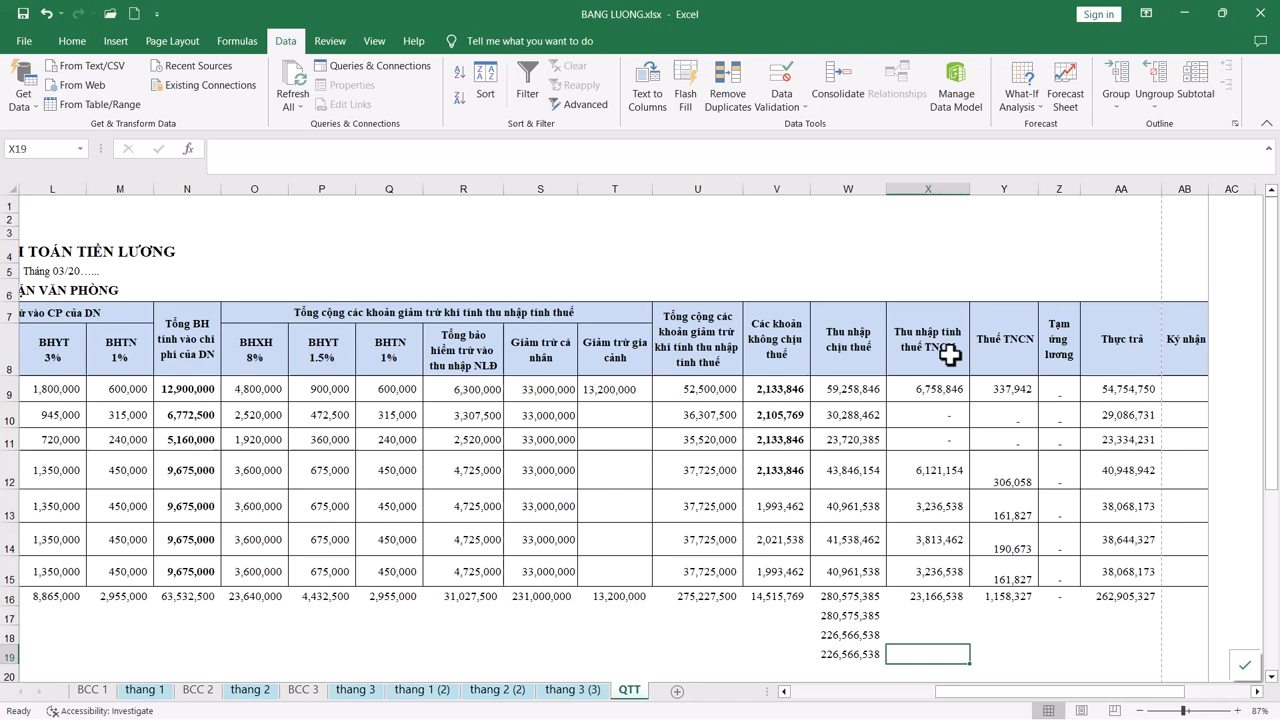 BANG LUONG.xlsx - Excel
Sign in
File Home Insert Page Layout Formulas Data Review View Help Tell me what you want to do
Get Data
From Text/CSV
From Web
From Table/Range
Recent Sources
Existing Connections
Get & Transform Data
Refresh All
Queries & Connections
Properties
Edit Links
Queries & Connections
Sort
Filter
Clear
Reapply
Advanced
Sort & Filter
Text to Columns
Flash Fill
Remove Duplicates
Data Validation
Consolidate
Relationships
Manage Data Model
Data Tools
What-If Analysis
Forecast Sheet
Forecast
Group
Ungroup
Subtotal
Outline
X19
fx
L M N O P Q R S T U V W X Y Z AA AB AC
1
2
3
4 TOÁN TIỀN LƯƠNG
5 Tháng 03/20…...
6 ẬN VĂN PHÒNG
7 vào CP của DN
Tổng cộng các khoản giảm trừ khi tính thu nhập tính thuế
8 BHYT 3%
BHTN 1%
Tổng BH tính vào chi phí của DN
BHXH 8%
BHYT 1.5%
BHTN 1%
Tổng bảo hiểm trừ vào thu nhập NLĐ
Giảm trừ cá nhân
Giảm trừ gia cảnh
Tổng cộng các khoản giảm trừ khi tính thu nhập tính thuế
Các khoản không chịu thuế
Thu nhập chịu thuế
Thu nhập tính thuế
Thuế TNCN
Tạm ứng lương
Thực trả
Ký nhận
9 1,800,000 600,000 12,900,000 4,800,000 900,000 600,000 6,300,000 33,000,000 13,200,000 52,500,000 2,133,846 59,258,846 6,758,846 337,942 - 54,754,750
10 945,000 315,000 6,772,500 2,520,000 472,500 315,000 3,307,500 33,000,000 36,307,500 2,105,769 30,288,462 - - - 29,086,731
11 720,000 240,000 5,160,000 1,920,000 360,000 240,000 2,520,000 33,000,000 35,520,000 2,133,846 23,720,385 - - - 23,334,231
12 1,350,000 450,000 9,675,000 3,600,000 675,000 450,000 4,725,000 33,000,000 37,725,000 2,133,846 43,846,154 6,121,154 306,058 - 40,948,942
13 1,350,000 450,000 9,675,000 3,600,000 675,000 450,000 4,725,000 33,000,000 37,725,000 1,993,462 40,961,538 3,236,538 161,827 - 38,068,173
14 1,350,000 450,000 9,675,000 3,600,000 675,000 450,000 4,725,000 33,000,000 37,725,000 2,021,538 41,538,462 3,813,462 190,673 - 38,644,327
15 1,350,000 450,000 9,675,000 3,600,000 675,000 450,000 4,725,000 33,000,000 37,725,000 1,993,462 40,961,538 3,236,538 161,827 - 38,068,173
16 8,865,000 2,955,000 63,532,500 23,640,000 4,432,500 2,955,000 31,027,500 231,000,000 13,200,000 275,227,500 14,515,769 280,575,385 23,166,538 1,158,327 - 262,905,327
17 280,575,385
18 226,566,538
19 226,566,538
20
BCC 1 thang 1 BCC 2 thang 2 BCC 3 thang 3 thang 1 (2) thang 2 (2) thang 3 (3) QTT
Ready
Accessibility: Investigate
87%